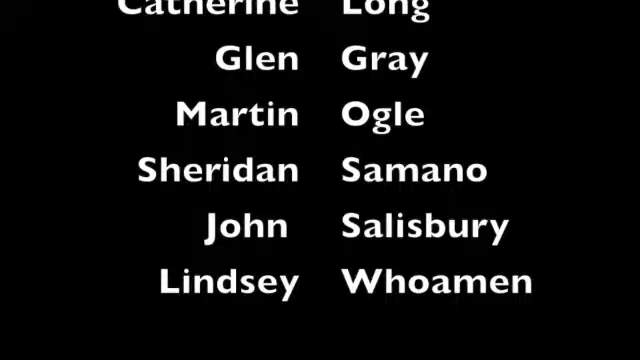 Catherine Long
Glen Gray
Martin Ogle
Sheridan Samano
John Salisbury
Lindsey Whoamen